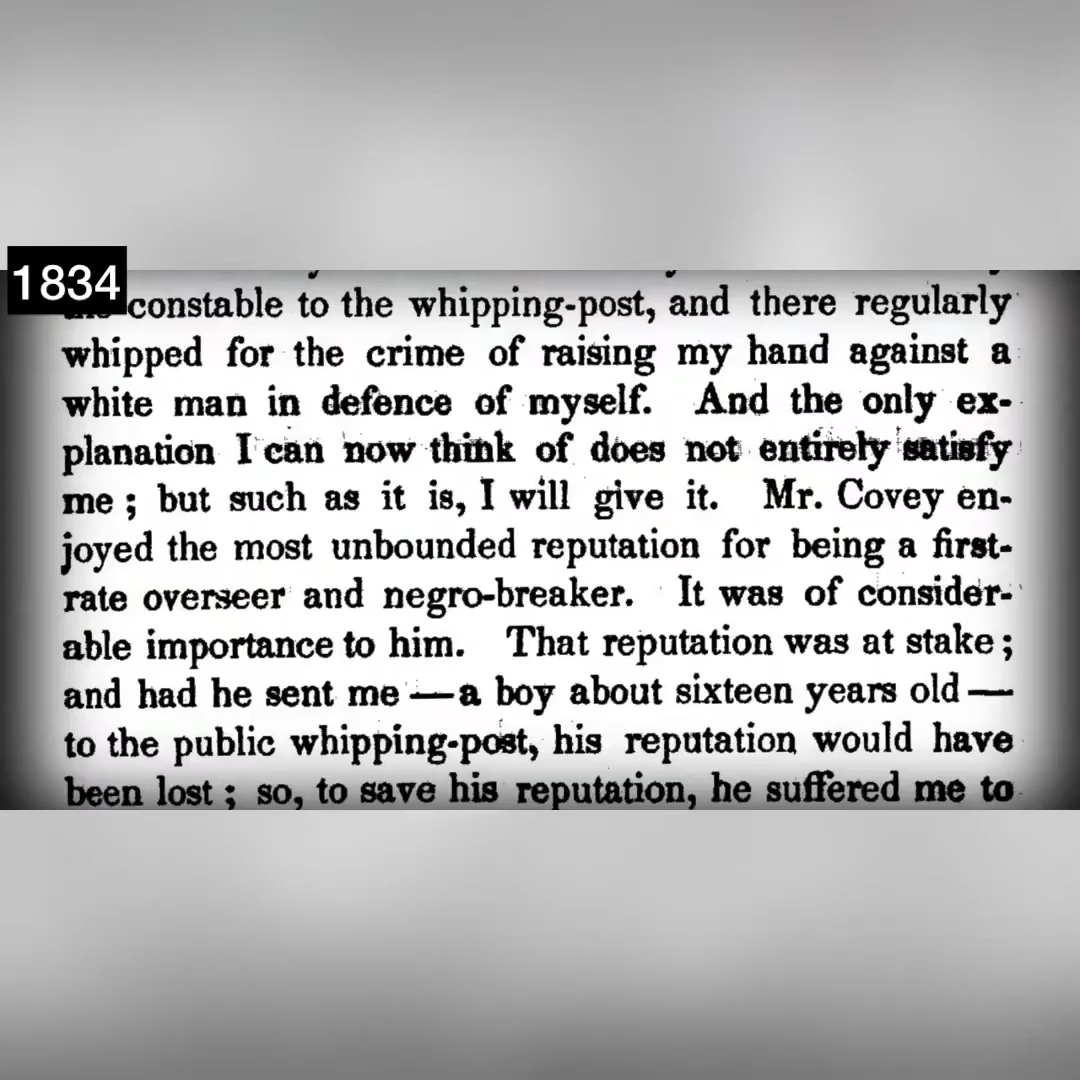 1834
constable to the whipping-post, and there regularly
whipped for the crime of raising my hand against a
white man in defence of myself. And the only ex-
planation I can now think of does not entirely satisfy
me ; but such as it is, I will give it. Mr. Covey en-
joyed the most unbounded reputation for being a first-
rate overseer and negro-breaker. It was of consider-
able importance to him. That reputation was at stake ;
and had he sent me — a boy about sixteen years old —
to the public whipping-post, his reputation would have
been lost ; so, to save his reputation, he suffered me to